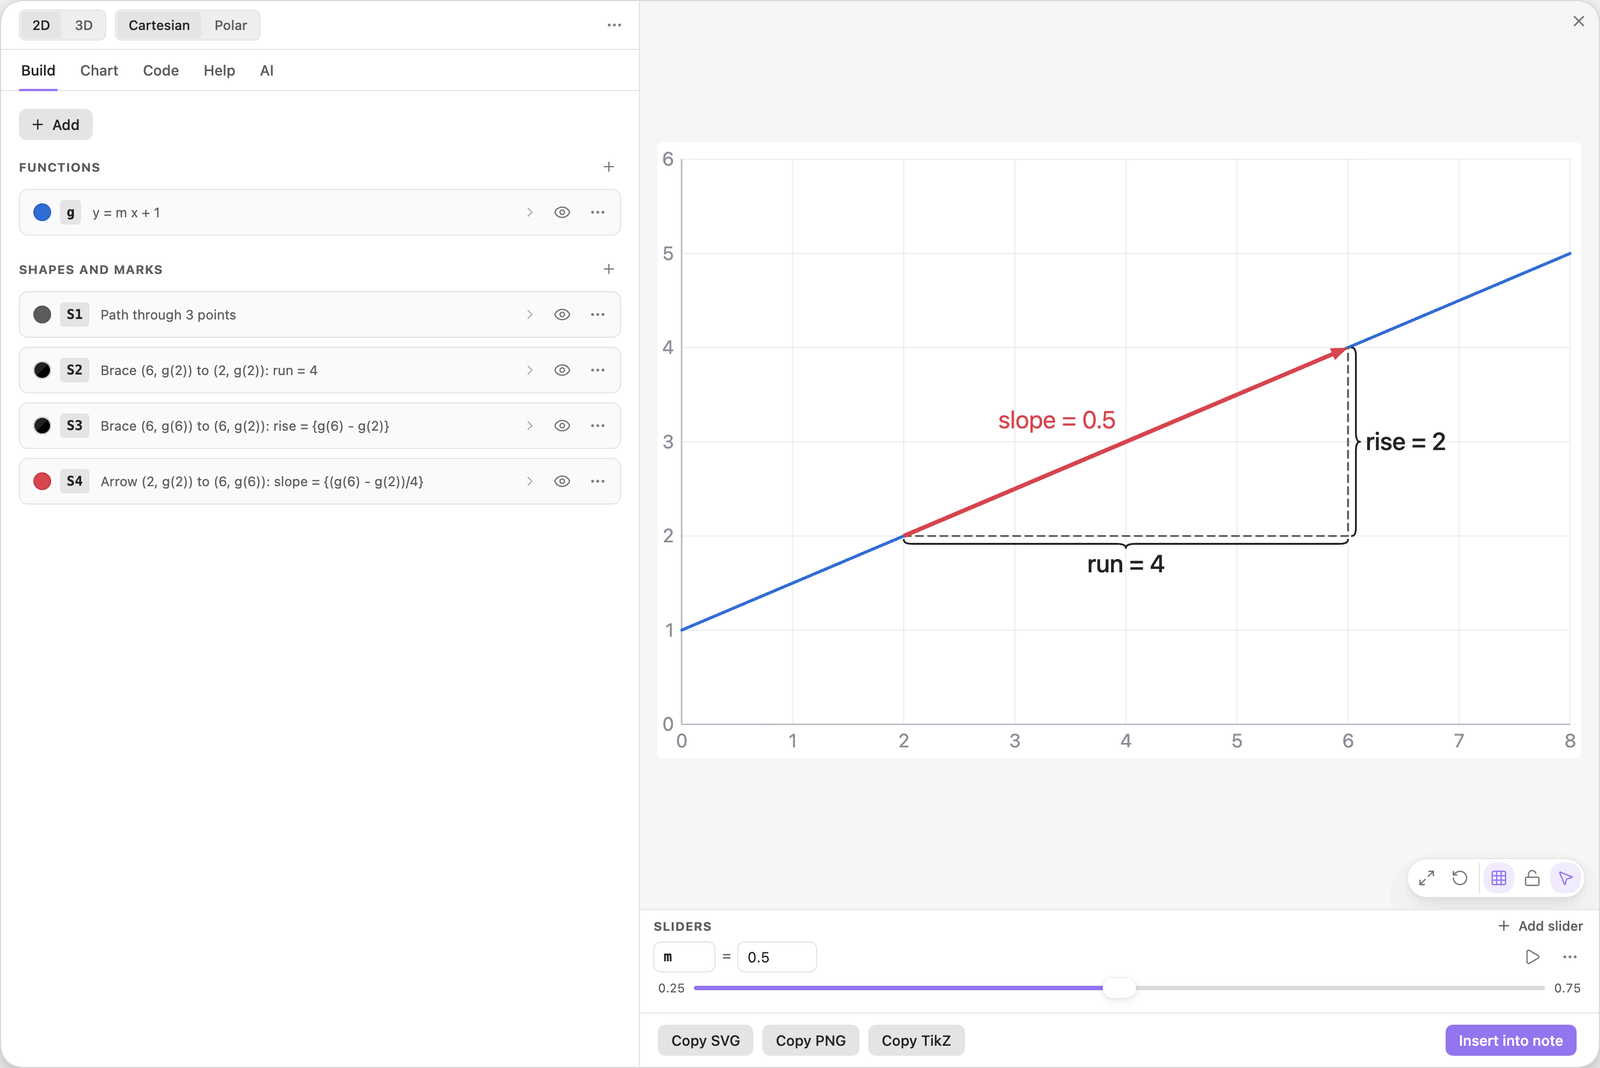 2D 3D Cartesian Polar ...
Build Chart Code Help AI
+ Add
FUNCTIONS +
g y = m x + 1
SHAPES AND MARKS +
S1 Path through 3 points
S2 Brace (6, g(2)) to (2, g(2)): run = 4
S3 Brace (6, g(6)) to (6, g(2)): rise = {g(6) - g(2)}
S4 Arrow (2, g(2)) to (6, g(6)): slope = {(g(6) - g(2))/4}
6
5
4
3
2
1
0
slope = 0.5
rise = 2
run = 4
0 1 2 3 4 5 6 7 8
SLIDERS + Add slider
m = 0.5
0.25 0.75
Copy SVG Copy PNG Copy TikZ Insert into note